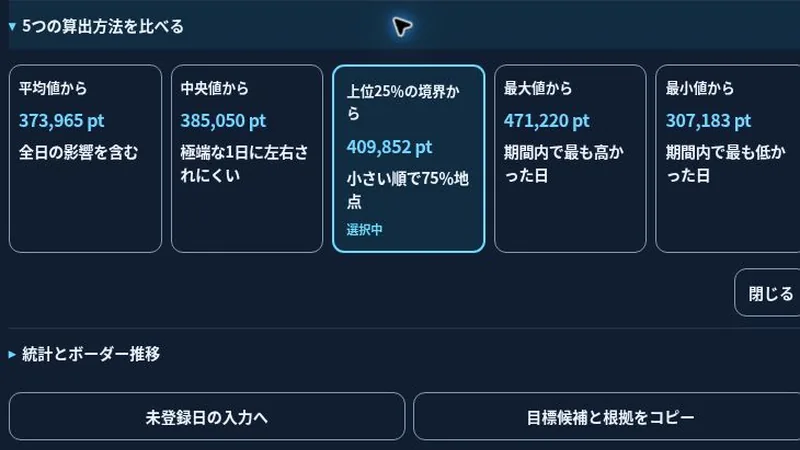 ▼ 5つの算出方法を比べる
平均値から
373,965 pt
全日の影響を含む
中央値から
385,050 pt
極端な1日に左右さ
れにくい
上位25%の境界か
ら
409,852 pt
小さい順で75%地
点
選択中
最大値から
471,220 pt
期間内で最も高か
った日
最小値から
307,183 pt
期間内で最も低か
った日
閉じる
▶ 統計とボーダー推移
未登録日の入力へ
目標候補と根拠をコピー